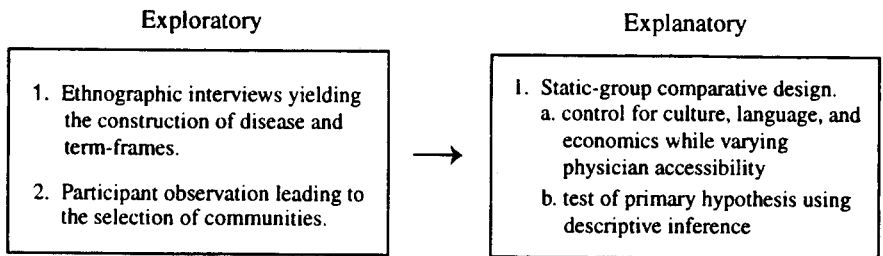 Exploratory
1. Ethnographic interviews yielding
the construction of disease and
term-frames.
2. Participant observation leading to
the selection of communities.
Explanatory
1. Static-group comparative design.
a. control for culture, language, and
economics while varying
physician accessibility
b. test of primary hypothesis using
descriptive inference